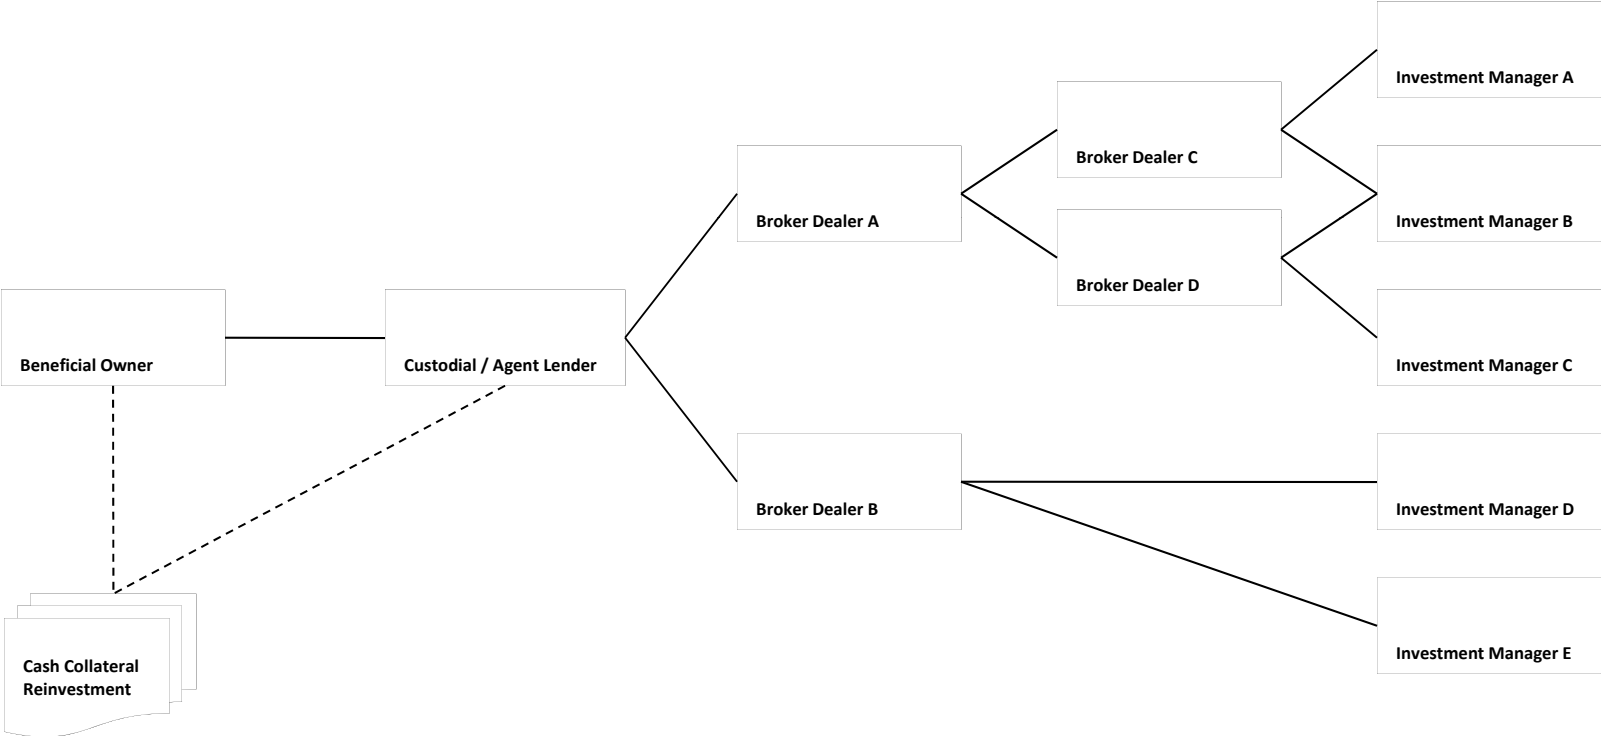 Investment Manager A
Broker Dealer C
Broker Dealer A
Investment Manager B
Broker Dealer D
Beneficial Owner
Custodial / Agent Lender
Investment Manager C
Broker Dealer B
Investment Manager D
Investment Manager E
Cash Collateral
Reinvestment